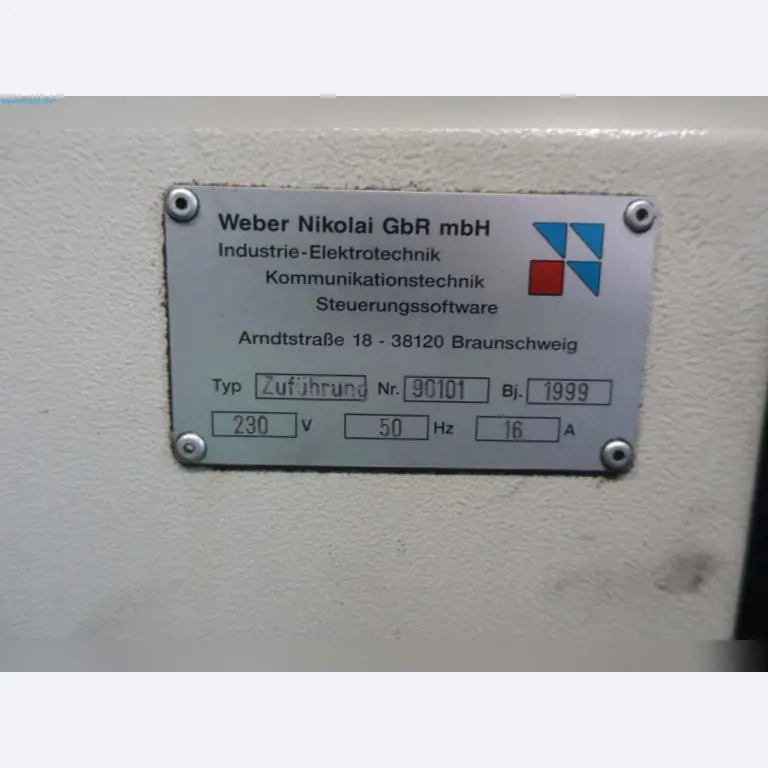 Weber Nikolai GbR mbH
Industrie-Elektrotechnik
Kommunikationstechnik
Steuerungssoftware
Arndtstraße 18 - 38120 Braunschweig
Typ Zuführung Nr. 90101 Bj. 1999
230 V 50 Hz 16 A